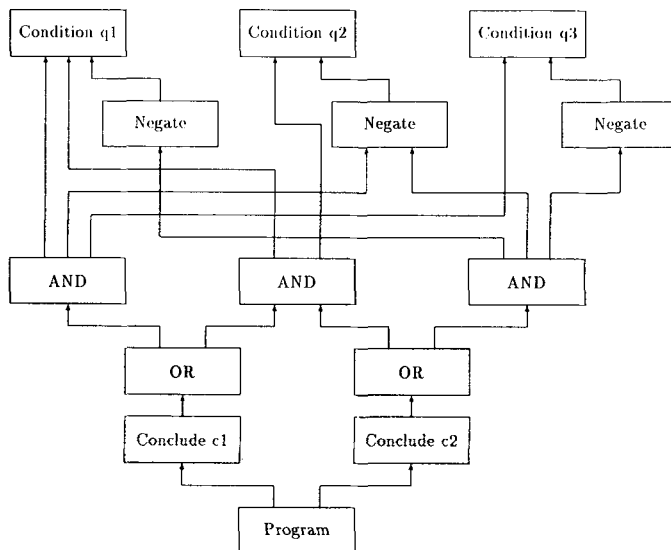 Condition q1
Condition q2
Condition q3
Negate
Negate
Negate
AND
AND
AND
OR
OR
Conclude c1
Conclude c2
Program